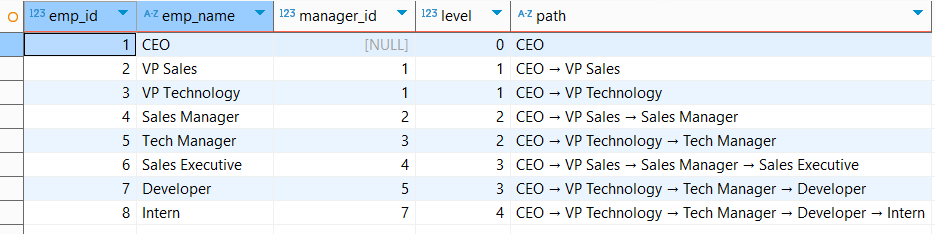 123 emp_id A-Z emp_name 123 manager_id 123 level A-Z path
1 CEO [NULL] 0 CEO
2 VP Sales 1 1 CEO → VP Sales
3 VP Technology 1 1 CEO → VP Technology
4 Sales Manager 2 2 CEO → VP Sales → Sales Manager
5 Tech Manager 3 2 CEO → VP Technology → Tech Manager
6 Sales Executive 4 3 CEO → VP Sales → Sales Manager → Sales Executive
7 Developer 5 3 CEO → VP Technology → Tech Manager → Developer
8 Intern 7 4 CEO → VP Technology → Tech Manager → Developer → Intern